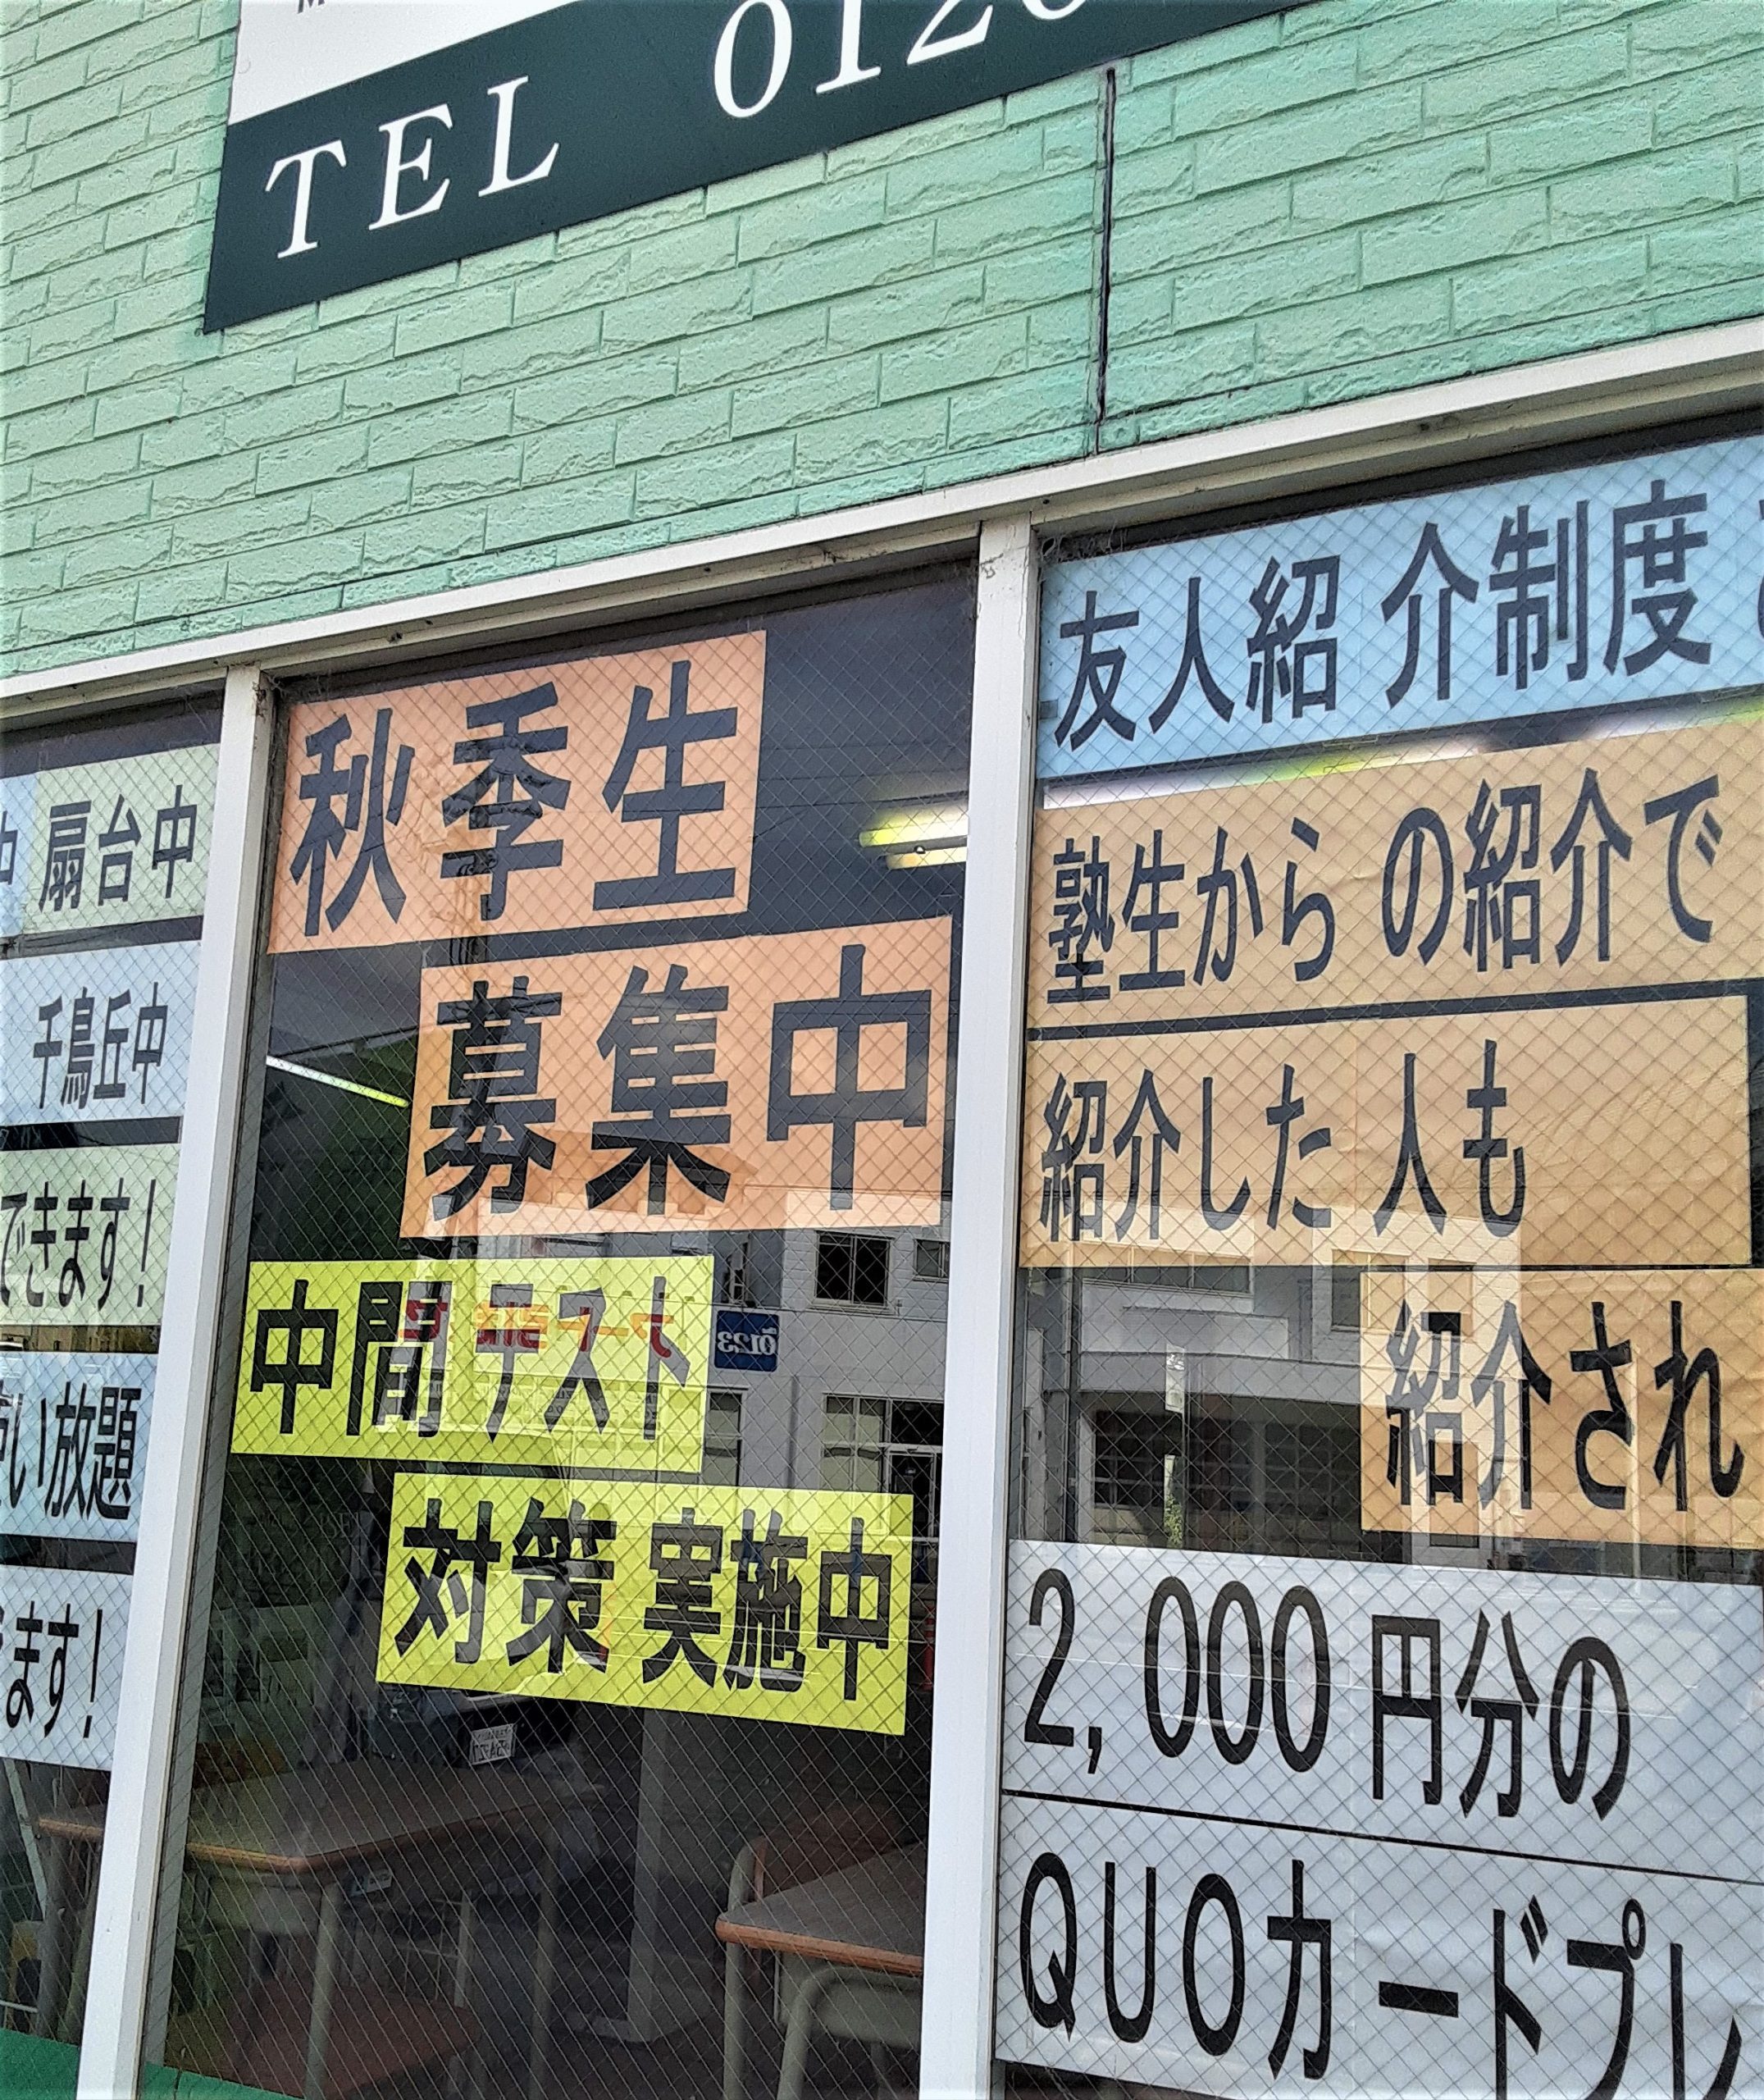 TEL 012
扇台中
千鳥丘中
できます！
い放題
ます！
秋季生
募集中
中間テスト
対策実施中
友人紹介制度
塾生からの紹介で
紹介した人も
紹介され
2,000円分の
QUOカードプレ